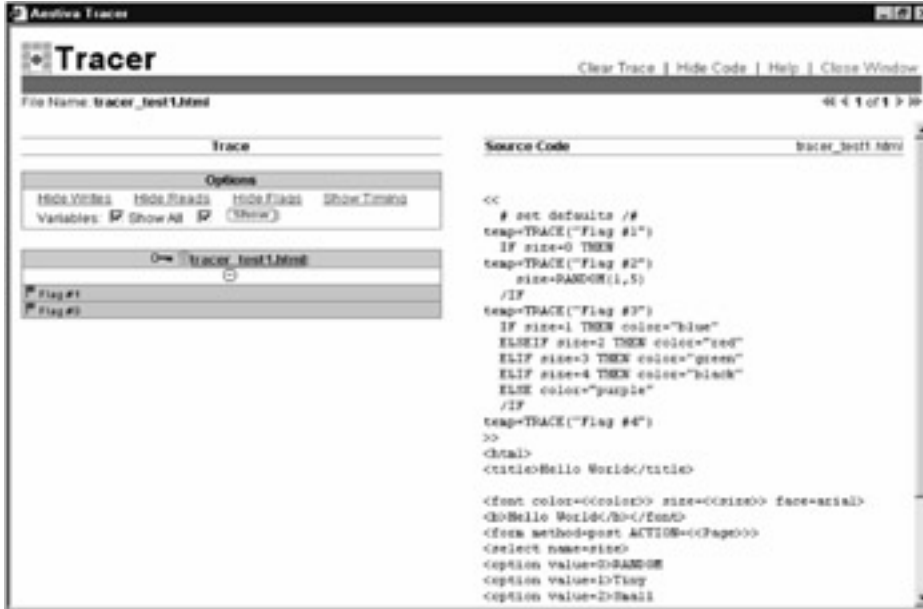 Aestiva Tracer
Tracer
Clear Trace | Hide Code | Help | Close Window
File Name: tracer_test1.html
1 of 1
Trace
Options
Hide Writes Hide Reads Hide Flags Show Timing
Variables: Show All (Show)
tracer_test1.html
Flag #1
Flag #3
Source Code tracer_test1.html
<<
# set defaults /#
temp=TRACE("Flag #1")
IF size=0 THEN
temp=TRACE("Flag #2")
size=RANDOM(1,5)
/IF
temp=TRACE("Flag #3")
IF size=1 THEN color="blue"
ELSEIF size=2 THEN color="red"
ELIF size=3 THEN color="green"
ELIF size=4 THEN color="black"
ELSE color="purple"
/IF
temp=TRACE("Flag #4")
>>
<html>
<title>Hello World</title>
<font color=<<color>> size=<<size>> face=arial>
<b>Hello World</b></font>
<form method=post ACTION=<<Page>>>
<select name=size>
<option value=0>RANDOM
<option value=1>Tiny
<option value=2>Small